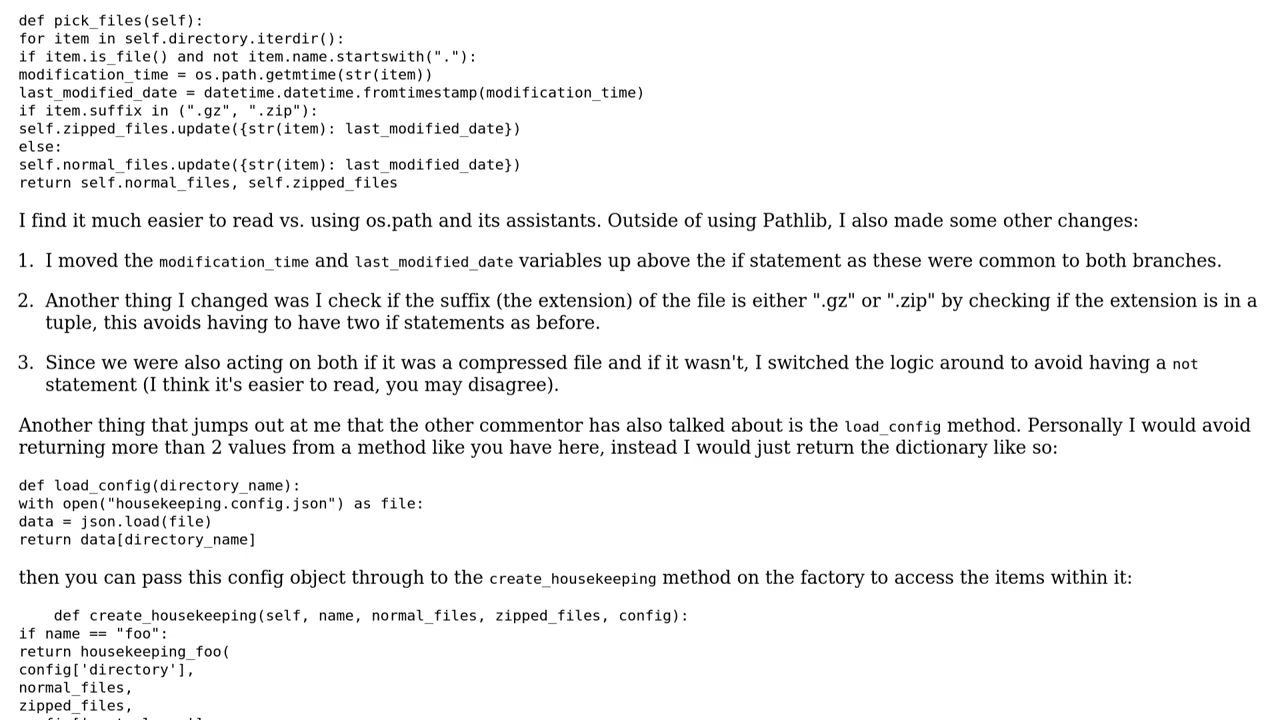 def pick_files(self):
for item in self.directory.iterdir():
if item.is_file() and not item.name.startswith("."):
modification_time = os.path.getmtime(str(item))
last_modified_date = datetime.datetime.fromtimestamp(modification_time)
if item.suffix in (".gz", ".zip"):
self.zipped_files.update({str(item): last_modified_date})
else:
self.normal_files.update({str(item): last_modified_date})
return self.normal_files, self.zipped_files
I find it much easier to read vs. using os.path and its assistants. Outside of using Pathlib, I also made some other changes:
1. I moved the modification_time and last_modified_date variables up above the if statement as these were common to both branches.
2. Another thing I changed was I check if the suffix (the extension) of the file is either ".gz" or ".zip" by checking if the extension is in a
tuple, this avoids having to have two if statements as before.
3. Since we were also acting on both if it was a compressed file and if it wasn't, I switched the logic around to avoid having a not
statement (I think it's easier to read, you may disagree).
Another thing that jumps out at me that the other commentor has also talked about is the load_config method. Personally I would avoid
returning more than 2 values from a method like you have here, instead I would just return the dictionary like so:
def load_config(directory_name):
with open("housekeeping.config.json") as file:
data = json.load(file)
return data[directory_name]
then you can pass this config object through to the create_housekeeping method on the factory to access the items within it:
def create_housekeeping(self, name, normal_files, zipped_files, config):
if name == "foo":
return housekeeping_foo(
config['directory'],
normal_files,
zipped_files,